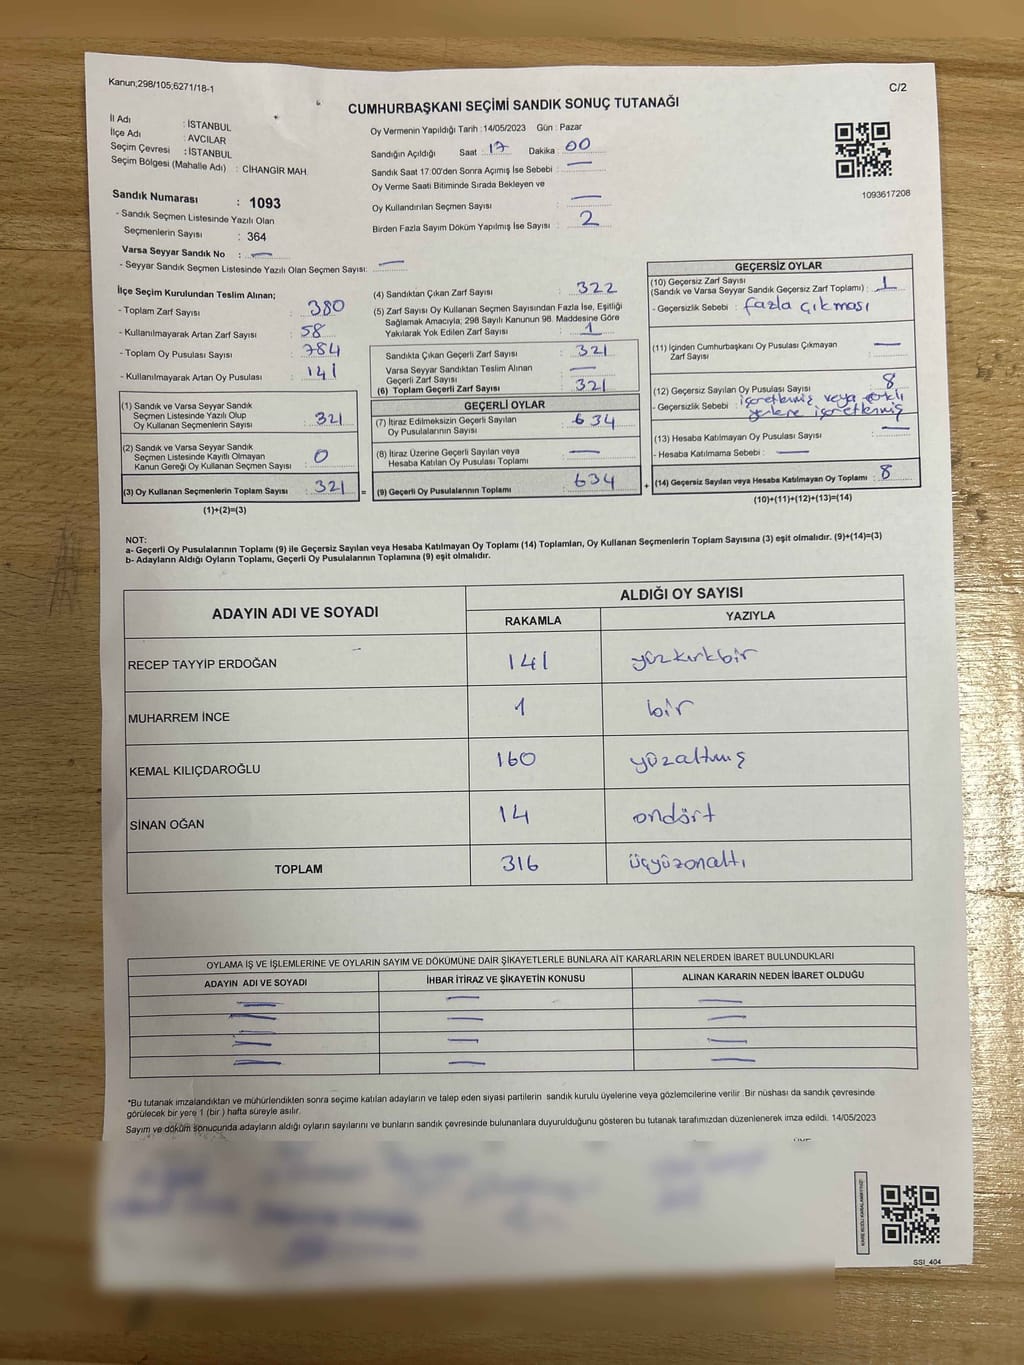 Kanun;298/105;6271/18-1
C/2
CUMHURBAŞKANI SEÇİMİ SANDIK SONUÇ TUTANAĞI
İl Adı : İSTANBUL
İlçe Adı : AVCILAR
Seçim Çevresi : İSTANBUL
Seçim Bölgesi (Mahalle Adı) : CİHANGİR MAH.
Oy Vermenin Yapıldığı Tarih : 14/05/2023 Gün : Pazar
Sandığın Açıldığı Saat : 17 Dakika : 00
Sandık Saat 17:00'den Sonra Açımış İse Sebebi : —
Oy Verme Saati Bitiminde Sırada Bekleyen ve
Oy Kullandırılan Seçmen Sayısı : —
Birden Fazla Sayım Döküm Yapılmış İse Sayısı : 2
1093617208
Sandık Numarası : 1093
- Sandık Seçmen Listesinde Yazılı Olan
Seçmenlerin Sayısı : 364
Varsa Seyyar Sandık No : —
- Seyyar Sandık Seçmen Listesinde Yazılı Olan Seçmen Sayısı: —
İlçe Seçim Kurulundan Teslim Alınan;
- Toplam Zarf Sayısı : 380
- Kullanılmayarak Artan Zarf Sayısı : 58
- Toplam Oy Pusulası Sayısı : 784
- Kullanılmayarak Artan Oy Pusulası : 141
(1) Sandık ve Varsa Seyyar Sandık
Seçmen Listesinde Yazılı Olup
Oy Kullanan Seçmenlerin Sayısı : 321
(2) Sandık ve Varsa Seyyar Sandık
Seçmen Listesinde Kayıtlı Olmayan
Kanun Gereği Oy Kullanan Seçmen Sayısı : 0
(3) Oy Kullanan Seçmenlerin Toplam Sayısı : 321
(1)+(2)=(3)
(4) Sandıktan Çıkan Zarf Sayısı : 322
(5) Zarf Sayısı Oy Kullanan Seçmen Sayısından Fazla İse, Eşitliği
Sağlamak Amacıyla; 298 Sayılı Kanunun 98. Maddesine Göre
Yakılarak Yok Edilen Zarf Sayısı : 1
Sandıkta Çıkan Geçerli Zarf Sayısı : 321
Varsa Seyyar Sandıktan Teslim Alınan
Geçerli Zarf Sayısı : —
(6) Toplam Geçerli Zarf Sayısı : 321
GEÇERLİ OYLAR
(7) İtiraz Edilmeksizin Geçerli Sayılan
Oy Pusulalarının Sayısı : 634
(8) İtiraz Üzerine Geçerli Sayılan veya
Hesaba Katılan Oy Pusulası Toplamı : —
= (9) Geçerli Oy Pusulalarının Toplamı : 634
GEÇERSİZ OYLAR
(10) Geçersiz Zarf Sayısı
(Sandık ve Varsa Seyyar Sandık Geçersiz Zarf Toplamı) : 1
- Geçersizlik Sebebi : fazla çıkması
(11) İçinden Cumhurbaşkanı Oy Pusulası Çıkmayan
Zarf Sayısı : —
(12) Geçersiz Sayılan Oy Pusulası Sayısı : 8
- Geçersizlik Sebebi : işaretlemiş veya farklı
yerlere işaretlemiş
(13) Hesaba Katılmayan Oy Pusulası Sayısı : —
- Hesaba Katılmama Sebebi : —
+ (14) Geçersiz Sayılan veya Hesaba Katılmayan Oy Toplamı : 8
(10)+(11)+(12)+(13)=(14)
NOT:
a- Geçerli Oy Pusulalarının Toplamı (9) ile Geçersiz Sayılan veya Hesaba Katılmayan Oy Toplamı (14) Toplamları, Oy Kullanan Seçmenlerin Toplam Sayısına (3) eşit olmalıdır. (9)+(14)=(3)
b- Adayların Aldığı Oyların Toplamı, Geçerli Oy Pusulalarının Toplamına (9) eşit olmalıdır.
ADAYIN ADI VE SOYADI
ALDIĞI OY SAYISI
RAKAMLA YAZIYLA
RECEP TAYYİP ERDOĞAN 141 yüzkırkbir
MUHARREM İNCE 1 bir
KEMAL KILIÇDAROĞLU 160 yüzaltmış
SİNAN OĞAN 14 ondört
TOPLAM 316 üçyüzonaltı
OYLAMA İŞ VE İŞLEMLERİNE VE OYLARIN SAYIM VE DÖKÜMÜNE DAİR ŞİKAYETLERLE BUNLARA AİT KARARLARIN NELERDEN İBARET BULUNDUKLARI
ADAYIN ADI VE SOYADI İHBAR İTİRAZ VE ŞİKAYETİN KONUSU ALINAN KARARIN NEDEN İBARET OLDUĞU
— — —
— — —
— — —
— — —
*Bu tutanak imzalandıktan ve mühürlendikten sonra seçime katılan adayların ve talep eden siyasi partilerin sandık kurulu üyelerine veya gözlemcilerine verilir. Bir nüshası da sandık çevresinde
görülecek bir yere 1 (bir) hafta süreyle asılır.
Sayım ve döküm sonucunda adayların aldığı oyların sayılarını ve bunların sandık çevresinde bulunanlara duyurulduğunu gösteren bu tutanak tarafımızdan düzenlenerek imza edildi. 14/05/2023
SSI_404